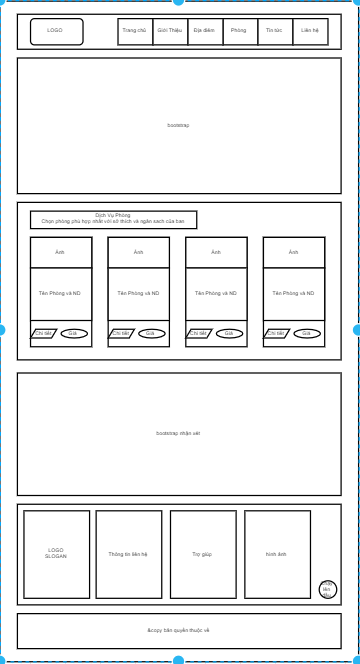 LOGO
Trang chủ
Giới Thiệu
Địa điểm
Phòng
Tin tức
Liên hệ
bootstrap
Dịch Vụ Phòng
Chọn phòng phù hợp nhất với sở thích và ngân sách của bạn
Ảnh
Ảnh
Ảnh
Ảnh
Tên Phòng và ND
Tên Phòng và ND
Tên Phòng và ND
Tên Phòng và ND
Chi tiết
Giá
Chi tiết
Giá
Chi tiết
Giá
Chi tiết
Giá
bootstrap nhận xét
LOGO
SLOGAN
Thông tin liên hệ
Trợ giúp
hình ảnh
lên
&copy bản quyền thuộc về